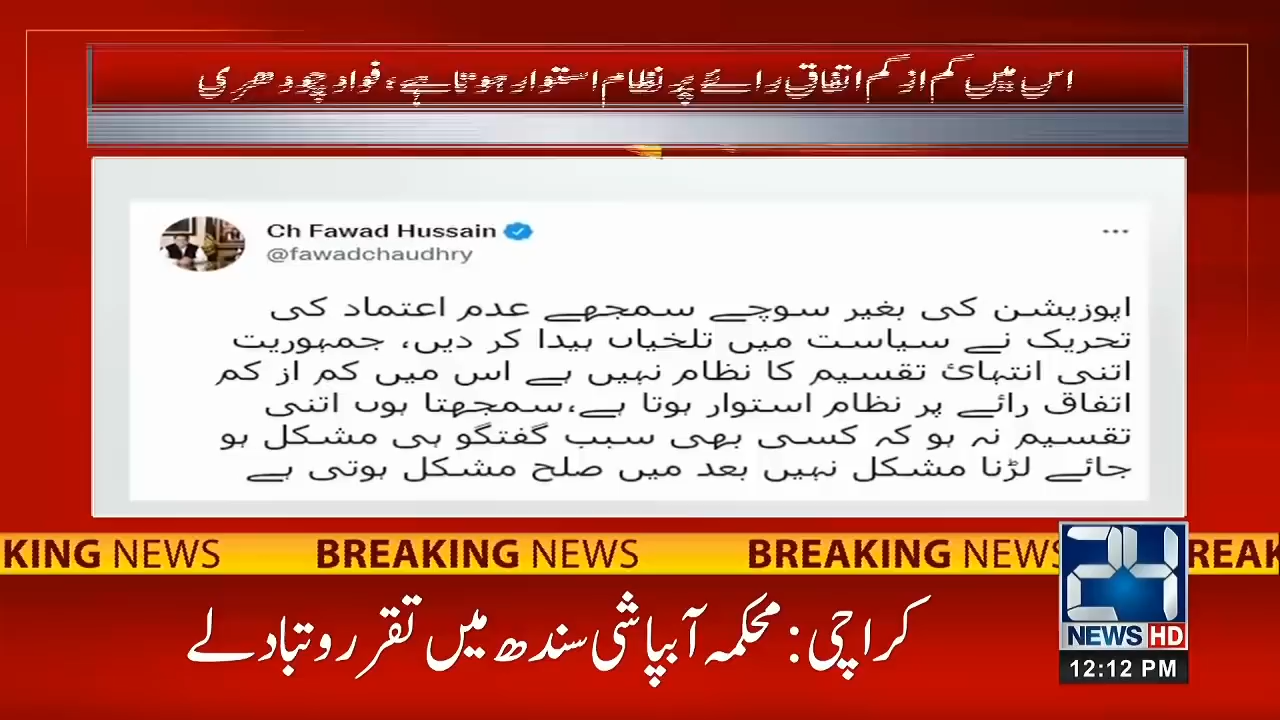 اس میں کم از کم اتفاق رائے پر نظام استوار ہوتا ہے، فواد چودھری
Ch Fawad Hussain
@fawadchaudhry
اپوزیشن کی بغیر سوچے سمجھے عدم اعتماد کی
تحریک نے سیاست میں تلخیاں پیدا کر دیں، جمہوریت
اتنی انتہائ تقسیم کا نظام نہیں ہے اس میں کم از کم
اتفاق رائے پر نظام استوار ہوتا ہے،سمجھتا ہوں اتنی
تقسیم نہ ہو کہ کسی بھی سبب گفتگو ہی مشکل ہو
جائے لڑنا مشکل نہیں بعد میں صلح مشکل ہوتی ہے
KING NEWS BREAKING NEWS BREAKING NEWS REAK
24
NEWS HD
12:12 PM
کراچی: محکمہ آبپاشی سندھ میں تقرر و تبادلے